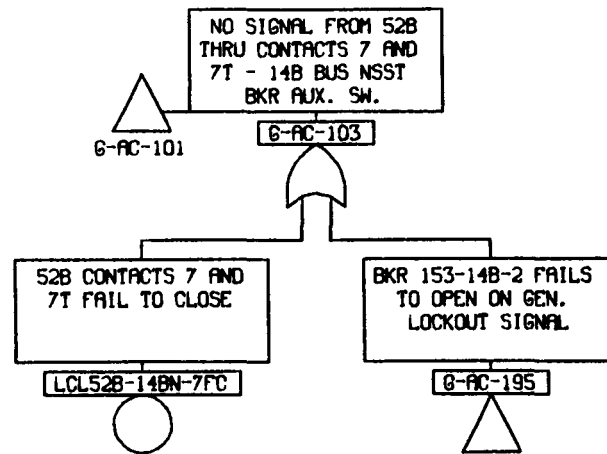 NO SIGNAL FROM 52B
THRU CONTACTS 7 AND
7T - 14B BUS NSST
BKR AUX. SW.
G-AC-101
G-AC-103
52B CONTACTS 7 AND
7T FAIL TO CLOSE
BKR 153-14B-2 FAILS
TO OPEN ON GEN.
LOCKOUT SIGNAL
LCL52B-14BN-7FC
G-AC-195